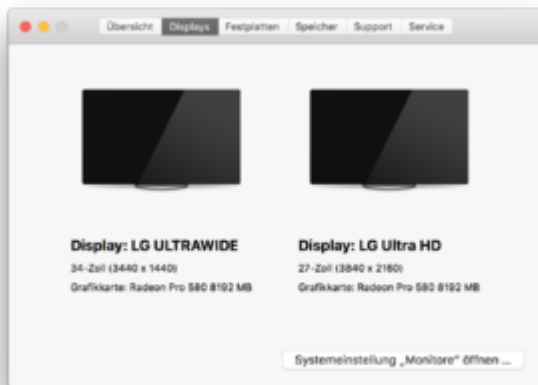 Übersicht Displays Festplatten Speicher Support Service
Display: LG ULTRAWIDE
34-Zoll (3440 x 1440)
Grafikkarte: Radeon Pro 580 8192 MB
Display: LG Ultra HD
27-Zoll (3840 x 2160)
Grafikkarte: Radeon Pro 580 8192 MB
Systemeinstellung „Monitore“ öffnen ...